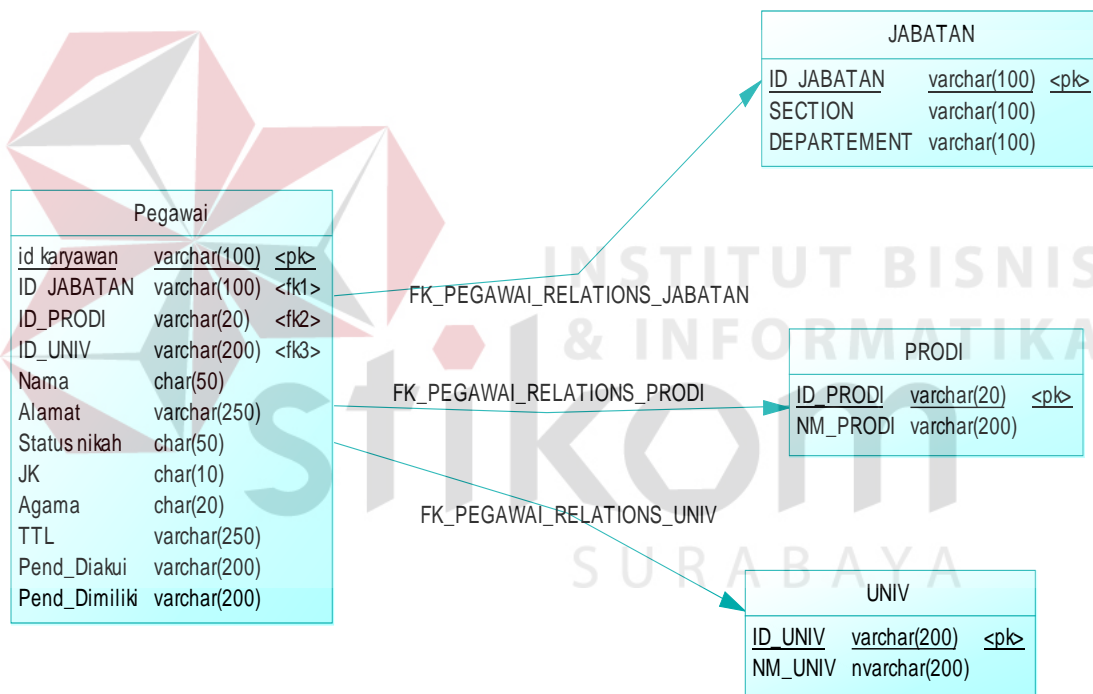 JABATAN
ID_JABATAN varchar(100) <pk>
SECTION varchar(100)
DEPARTEMENT varchar(100)
Pegawai
id karyawan varchar(100) <pk>
ID_JABATAN varchar(100) <fk1>
ID_PRODI varchar(20) <fk2>
ID_UNIV varchar(200) <fk3>
Nama char(50)
Alamat varchar(250)
Status nikah char(50)
JK char(10)
Agama char(20)
TTL varchar(250)
Pend_Diakui varchar(200)
Pend_Dimiliki varchar(200)
FK_PEGAWAI_RELATIONS_JABATAN
FK_PEGAWAI_RELATIONS_PRODI
FK_PEGAWAI_RELATIONS_UNIV
PRODI
ID_PRODI varchar(20) <pk>
NM_PRODI varchar(200)
UNIV
ID_UNIV varchar(200) <pk>
NM_UNIV nvarchar(200)
INSTITUT BISNIS
& INFORMATIKA
stikom
SURABAYA